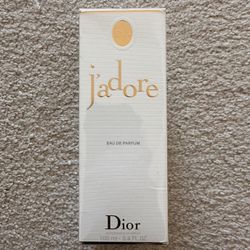 j'adore
EAU DE PARFUM
Dior
100 ml - 3.4 FL. OZ